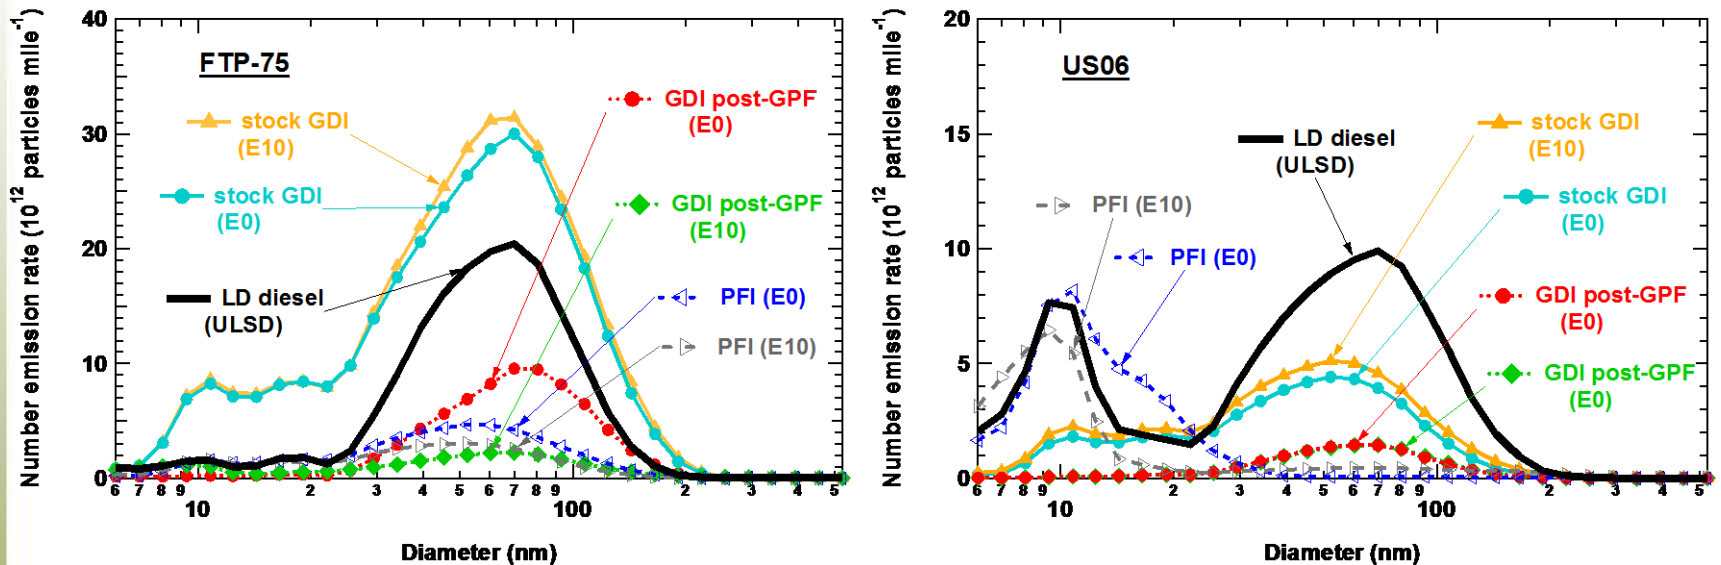 Number emission rate (10^12 particles mile^-1)
40
30
20
10
0
FTP-75
stock GDI
(E10)
stock GDI
(E0)
LD diesel
(ULSD)
GDI post-GPF
(E0)
GDI post-GPF
(E10)
PFI (E0)
PFI (E10)
6 7 8 9 2 3 4 5 6 7 8 9 2 3 4 5
10 100
Diameter (nm)
Number emission rate (10^12 particles mile^-1)
20
15
10
5
0
US06
LD diesel
(ULSD)
PFI (E10)
PFI (E0)
stock GDI
(E10)
stock GDI
(E0)
GDI post-GPF
(E0)
GDI post-GPF
(E0)
6 7 8 9 2 3 4 5 6 7 8 9 2 3 4 5
10 100
Diameter (nm)